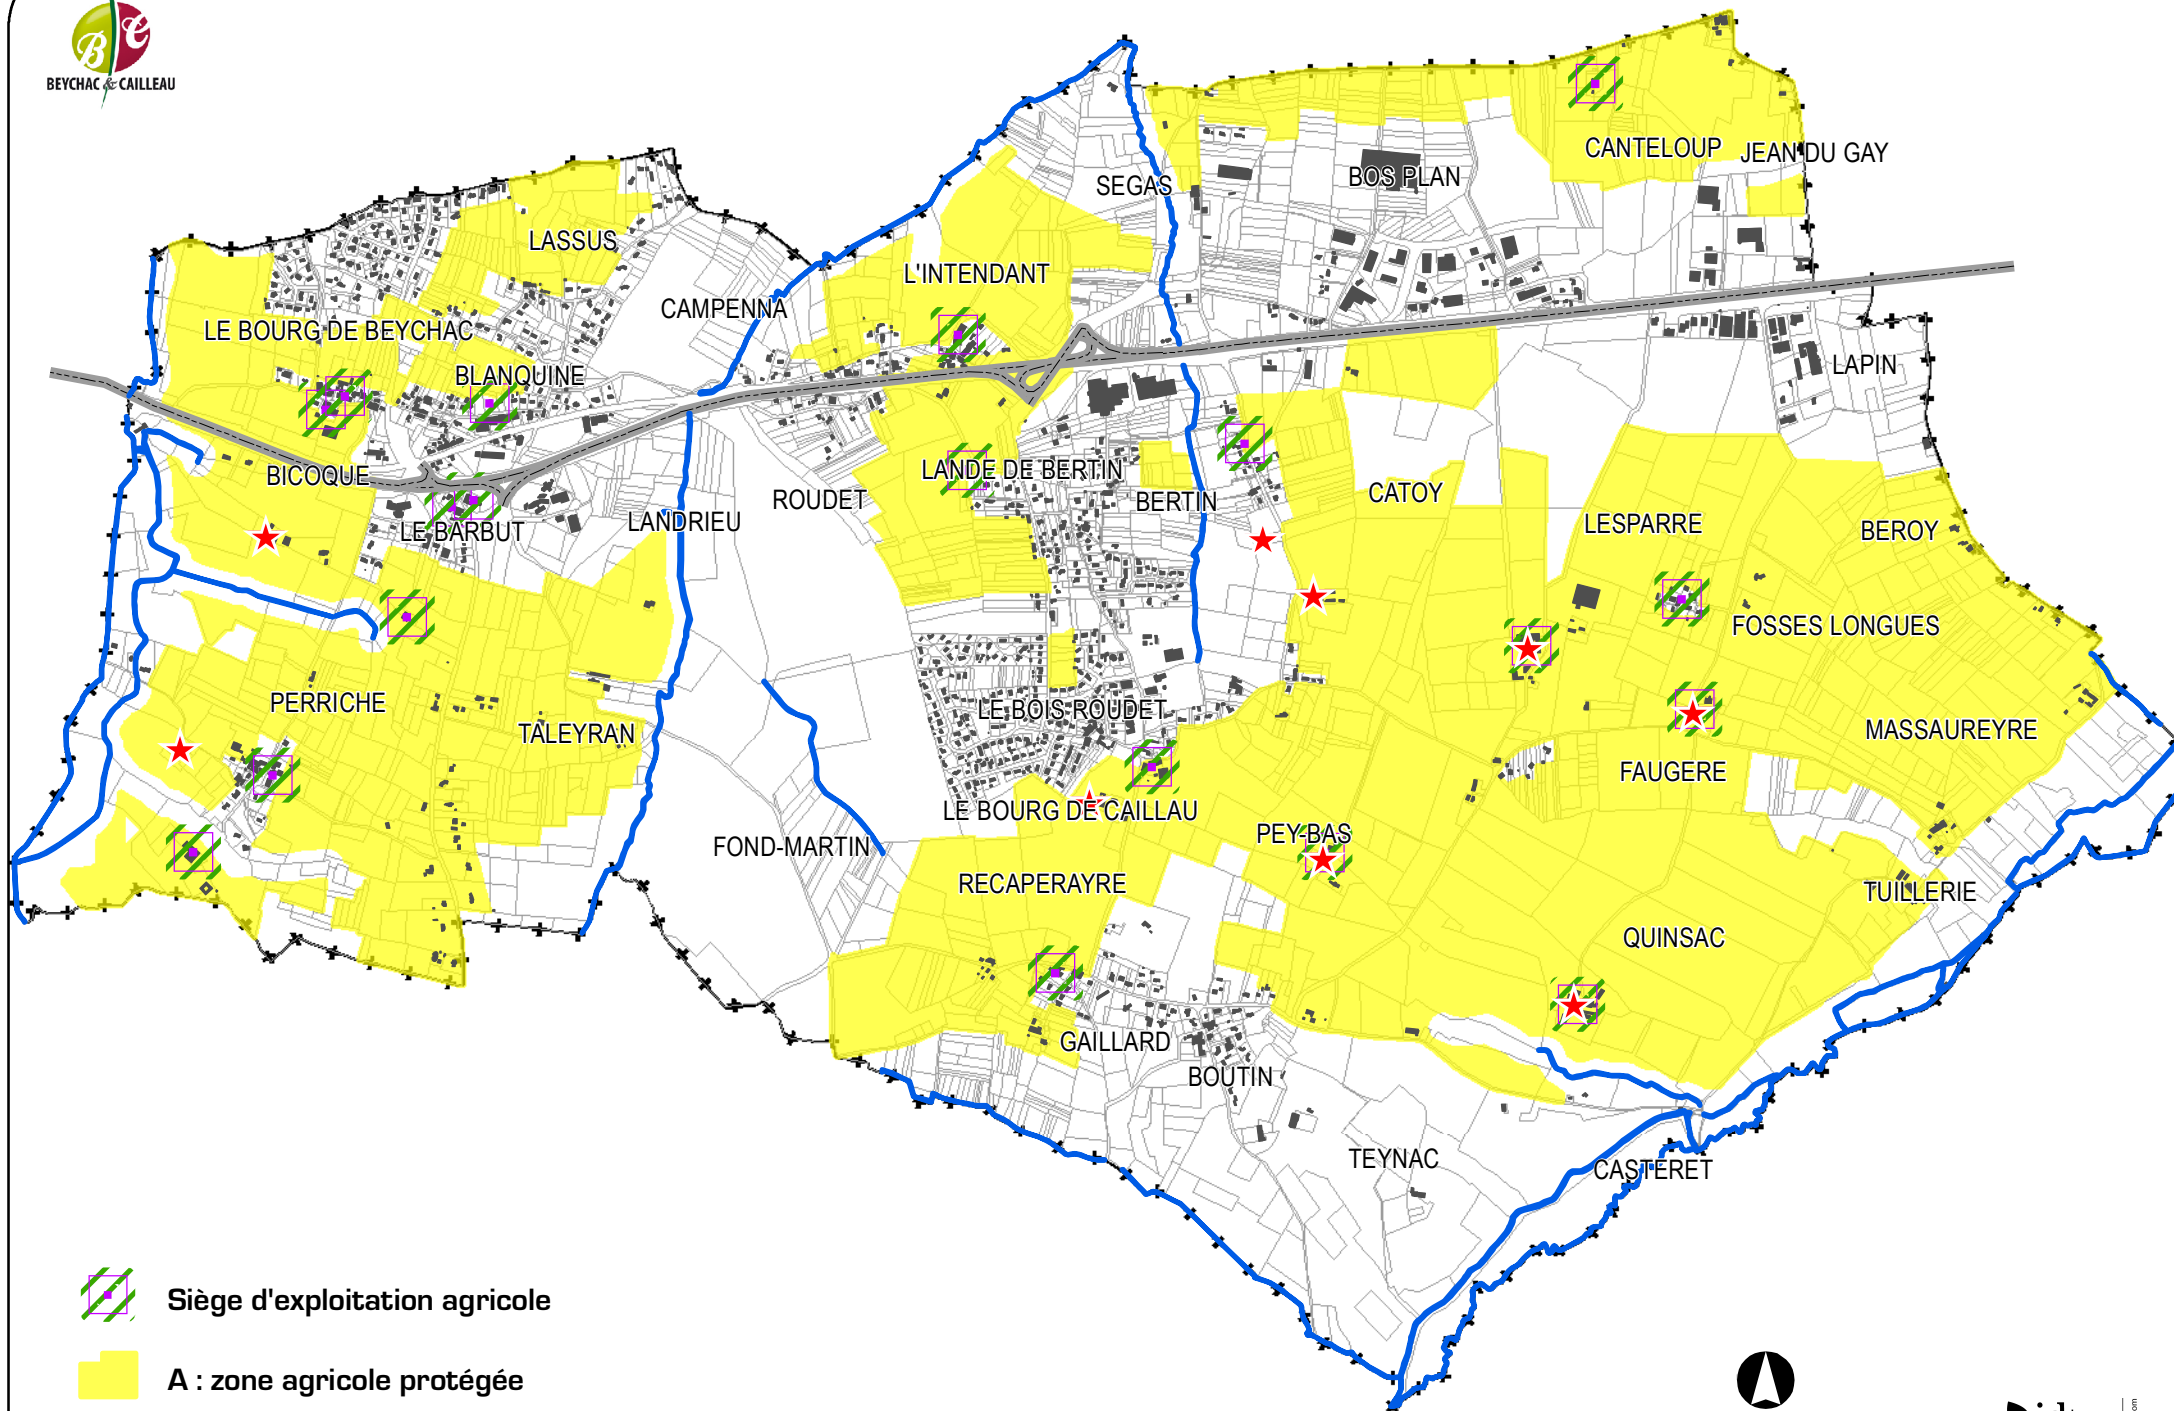 B C
BEYCHAC & CAILLEAU
CANTELOUP
JEAN DU GAY
BOS PLAN
SEGAS
LASSUS
L'INTENDANT
CAMPENNA
LE BOURG DE BEYCHAC
BLANQUINE
LAPIN
BICOQUE
LANDE DE BERTIN
ROUDET
BERTIN
CATOY
LESPARRE
BEROY
LE BARBUT
LANDRIEU
FOSSES LONGUES
PERRICHE
TALEYRAN
LE BOIS ROUDET
MASSAUREYRE
FAUGERE
LE BOURG DE CAILLAU
PEY-BAS
FOND-MARTIN
RECAPERAYRE
TUILLERIE
QUINSAC
GAILLARD
BOUTIN
TEYNAC
CASTERET
Siège d'exploitation agricole
A : zone agricole protégée